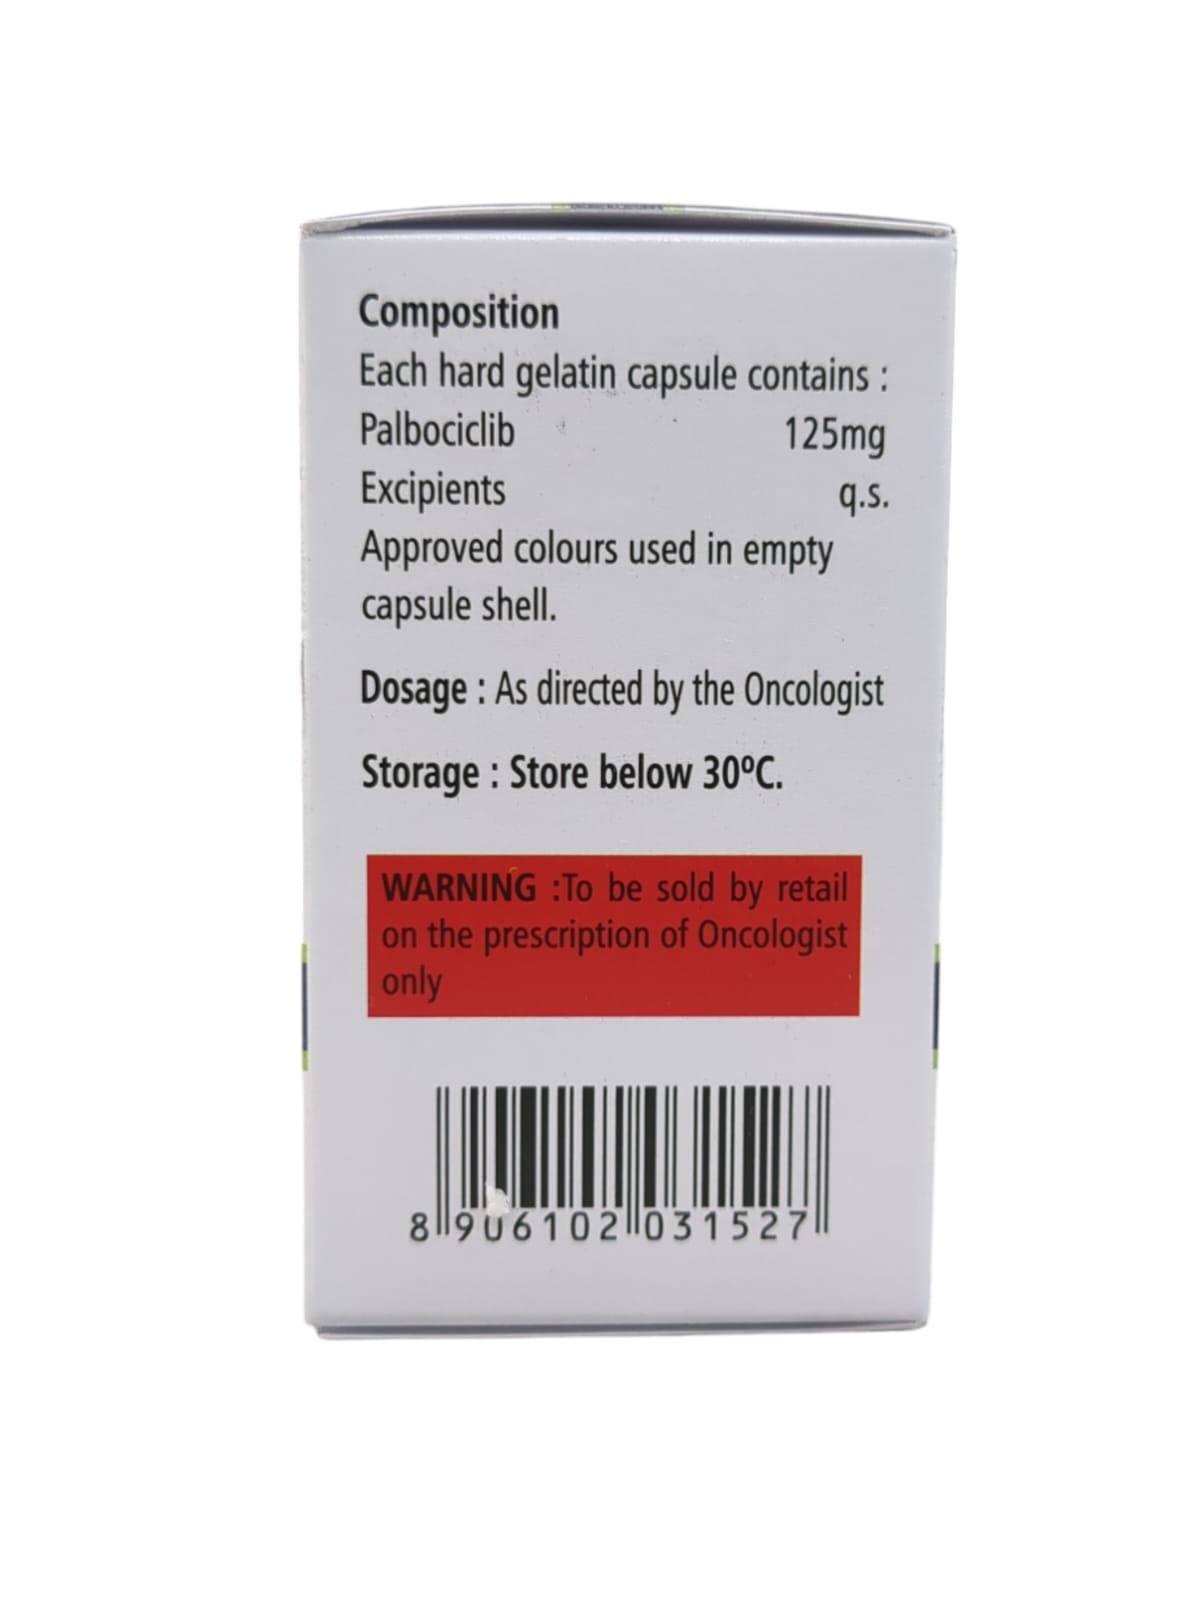 Composition
Each hard gelatin capsule contains :
Palbociclib 125mg
Excipients q.s.
Approved colours used in empty
capsule shell.
Dosage : As directed by the Oncologist
Storage : Store below 30ºC.
WARNING :To be sold by retail
on the prescription of Oncologist
only
8 906102 031527